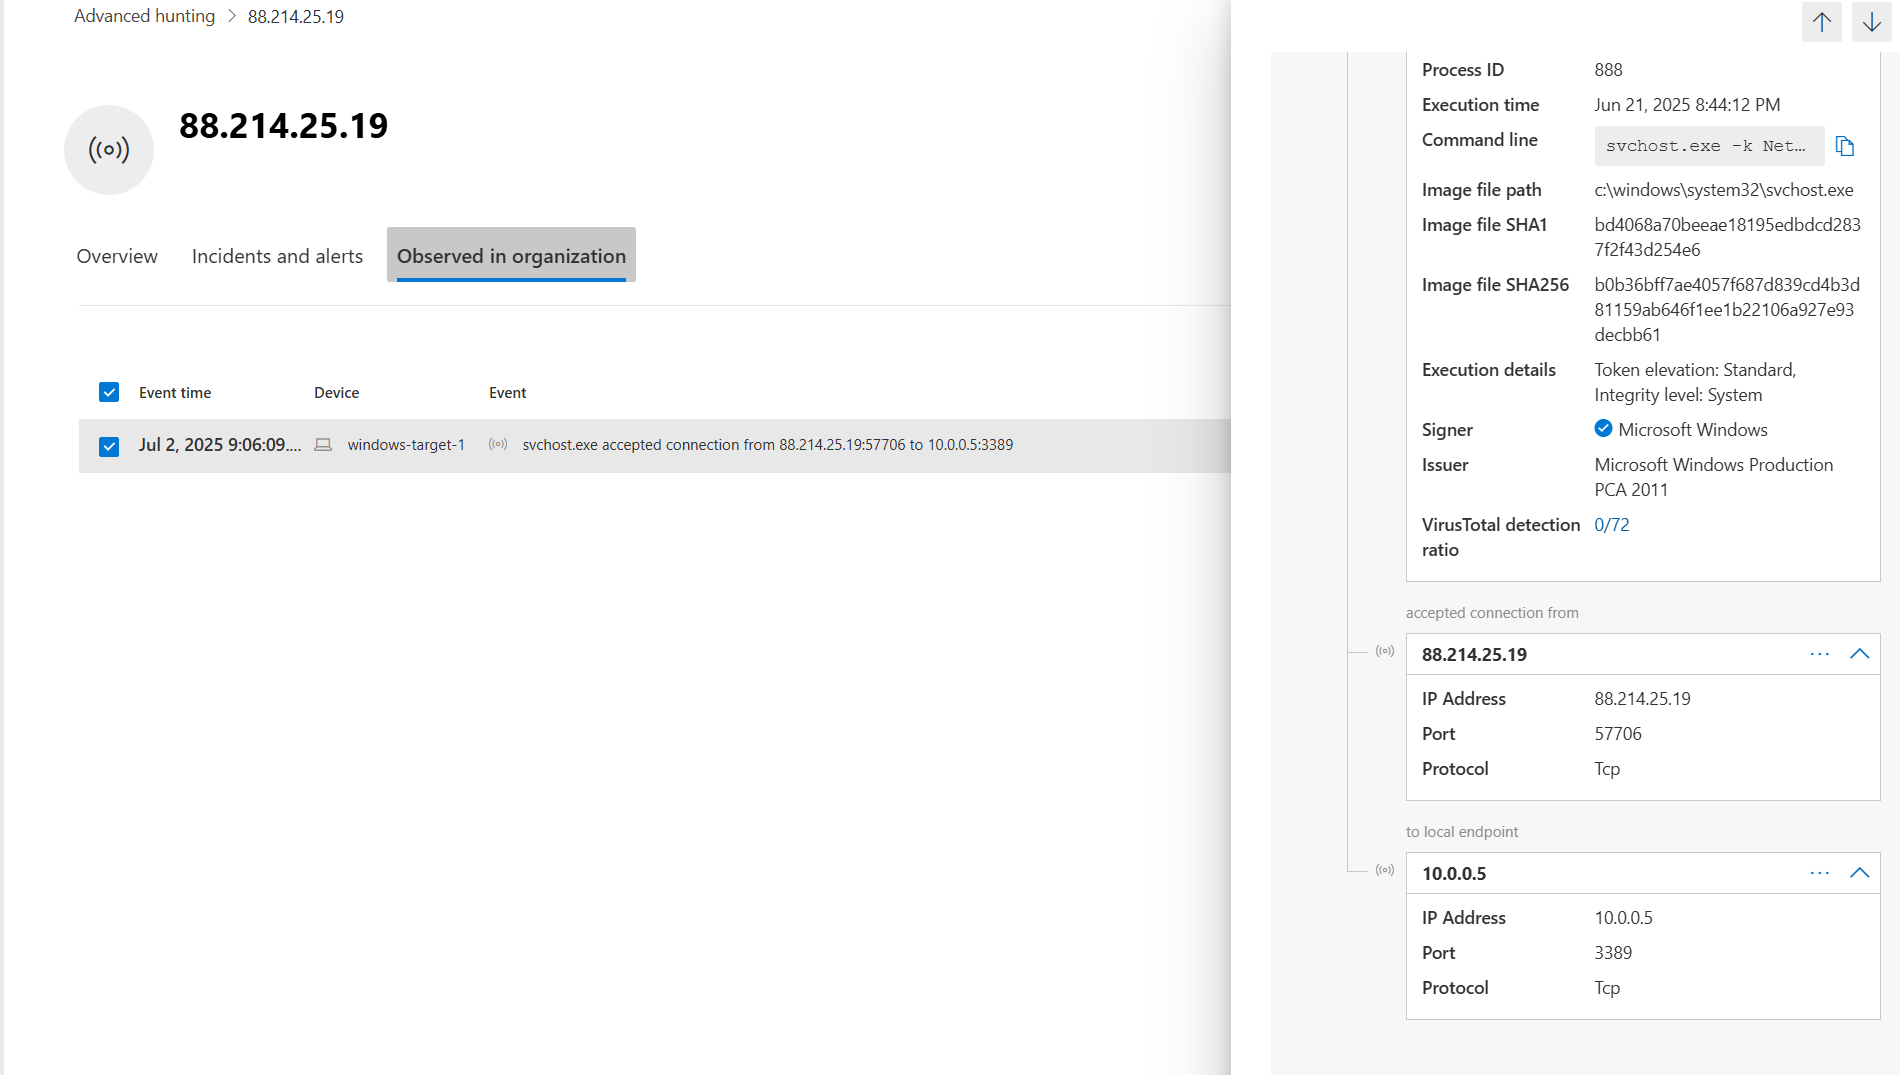 Advanced hunting > 88.214.25.19
88.214.25.19
Overview Incidents and alerts Observed in organization
Event time Device Event
Jul 2, 2025 9:06:09.... windows-target-1 svchost.exe accepted connection from 88.214.25.19:57706 to 10.0.0.5:3389
Process ID 888
Execution time Jun 21, 2025 8:44:12 PM
Command line svchost.exe -k Net...
Image file path c:\windows\system32\svchost.exe
Image file SHA1 bd4068a70beeae18195edbdcd283
7f2f43d254e6
Image file SHA256 b0b36bff7ae4057f687d839cd4b3d
81159ab646f1ee1b22106a927e93
decbb61
Execution details Token elevation: Standard,
Integrity level: System
Signer Microsoft Windows
Issuer Microsoft Windows Production
PCA 2011
VirusTotal detection 0/72
ratio
accepted connection from
88.214.25.19
IP Address 88.214.25.19
Port 57706
Protocol Tcp
to local endpoint
10.0.0.5
IP Address 10.0.0.5
Port 3389
Protocol Tcp